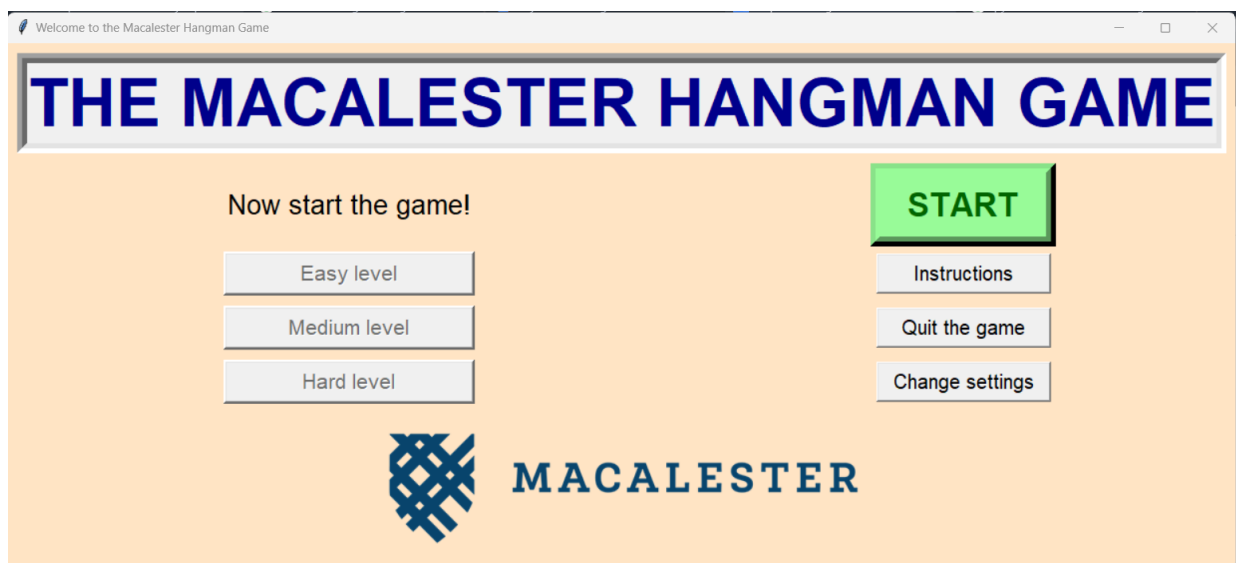 Welcome to the Macalester Hangman Game
THE MACALESTER HANGMAN GAME
Now start the game!
START
Easy level
Instructions
Medium level
Quit the game
Hard level
Change settings
MACALESTER